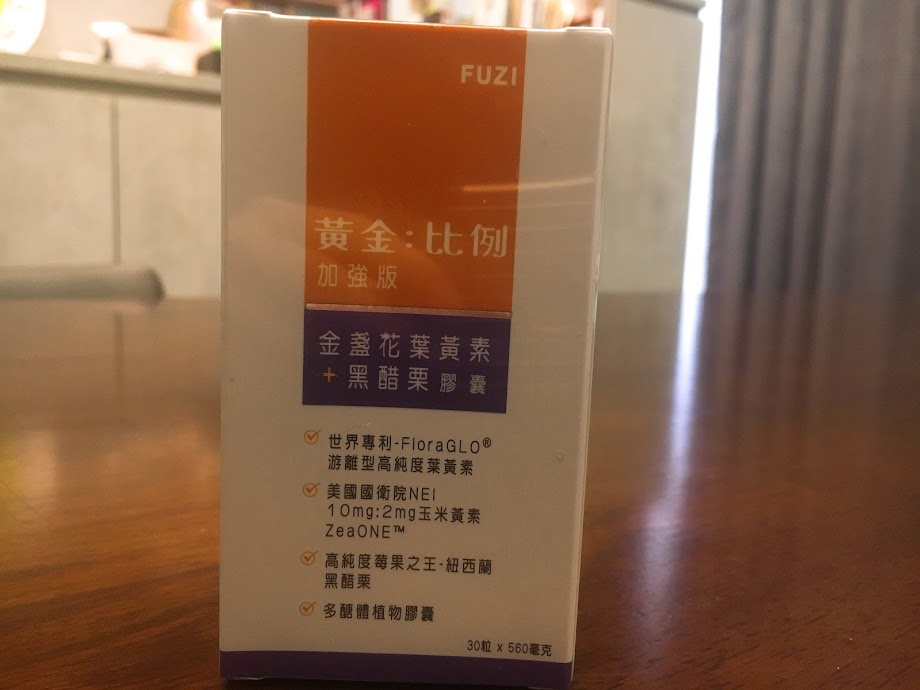 FUZI
黃金:比例
加強版
金盞花葉黃素
+黑醋栗膠囊
世界專利-FloraGLO®
游離型高純度葉黃素
美國國衛院NEI
10mg:2mg玉米黃素
ZeaONE™
高純度莓果之王-紐西蘭
黑醋栗
多醣體植物膠囊
30粒 x 560毫克